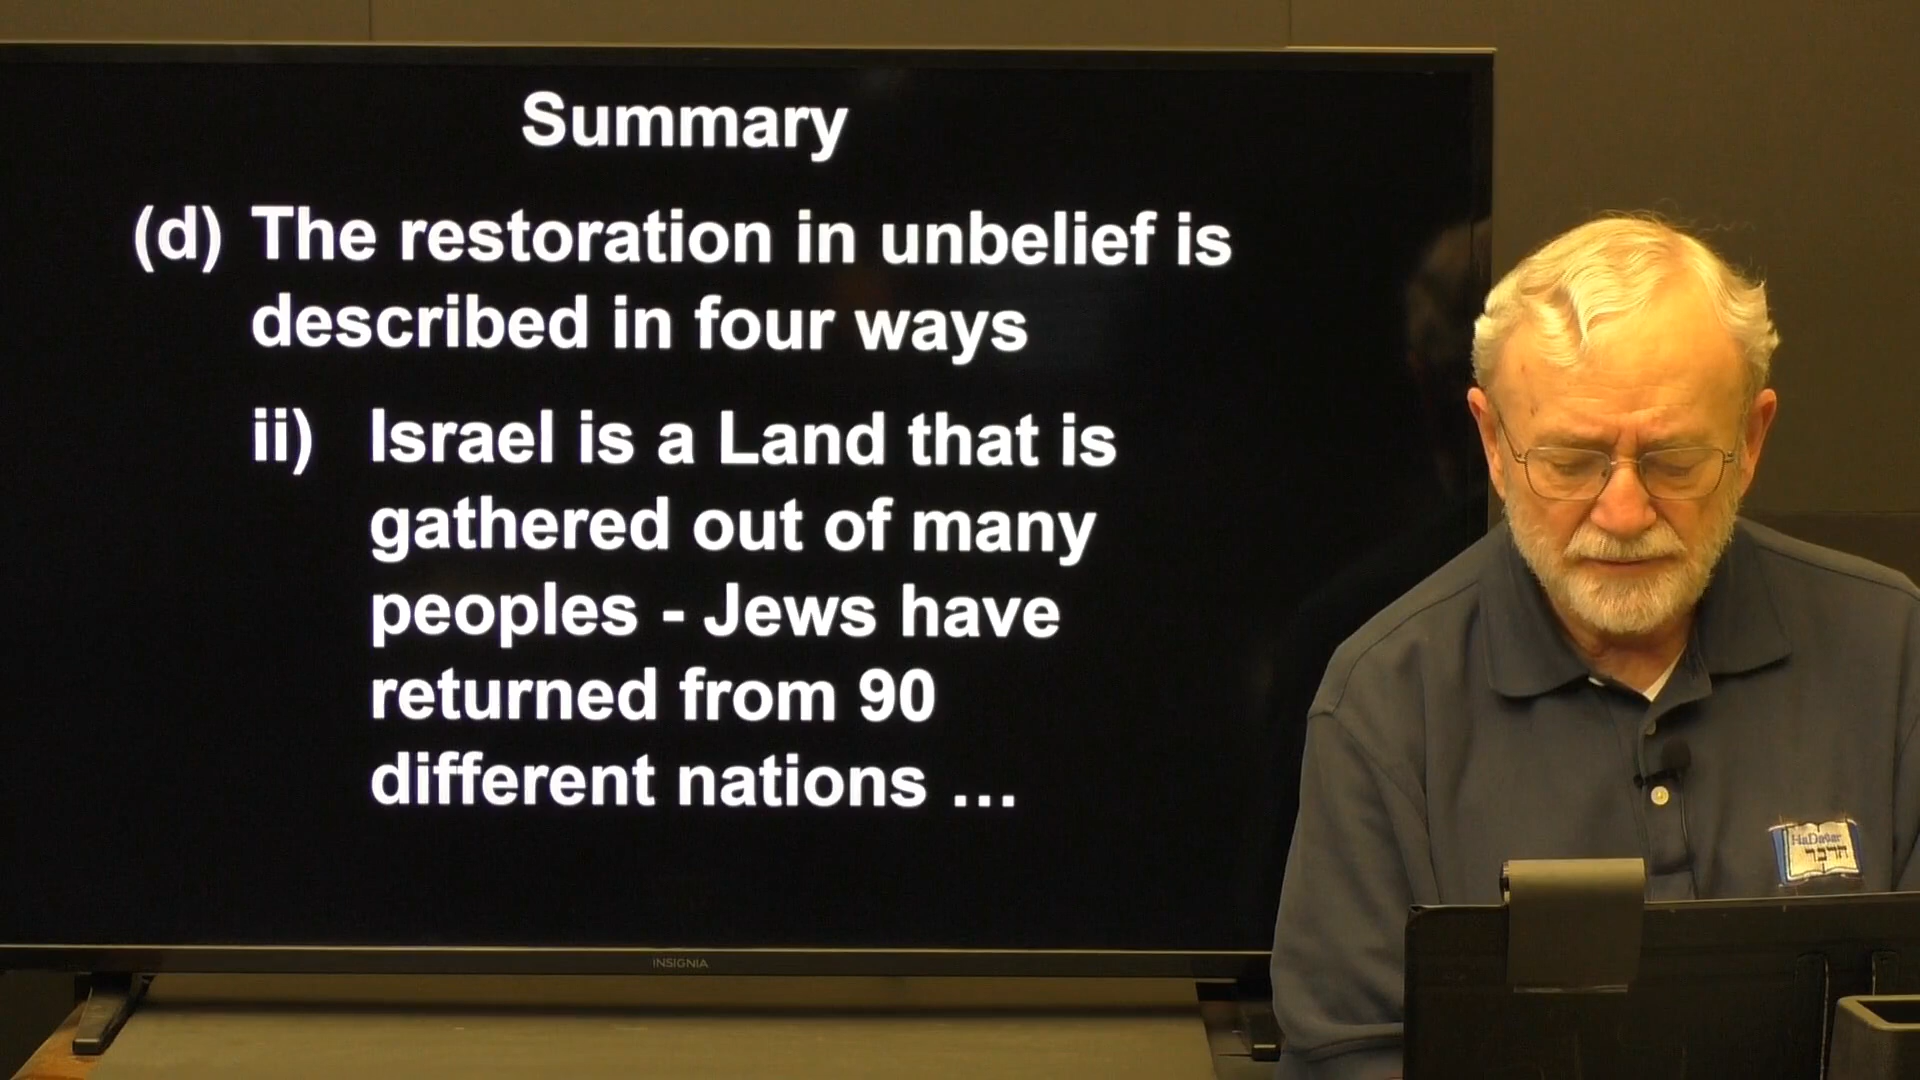 Summary
(d) The restoration in unbelief is
described in four ways
ii) Israel is a Land that is
gathered out of many
peoples - Jews have
returned from 90
different nations …
INSIGNIA
HaDavar
הדבר